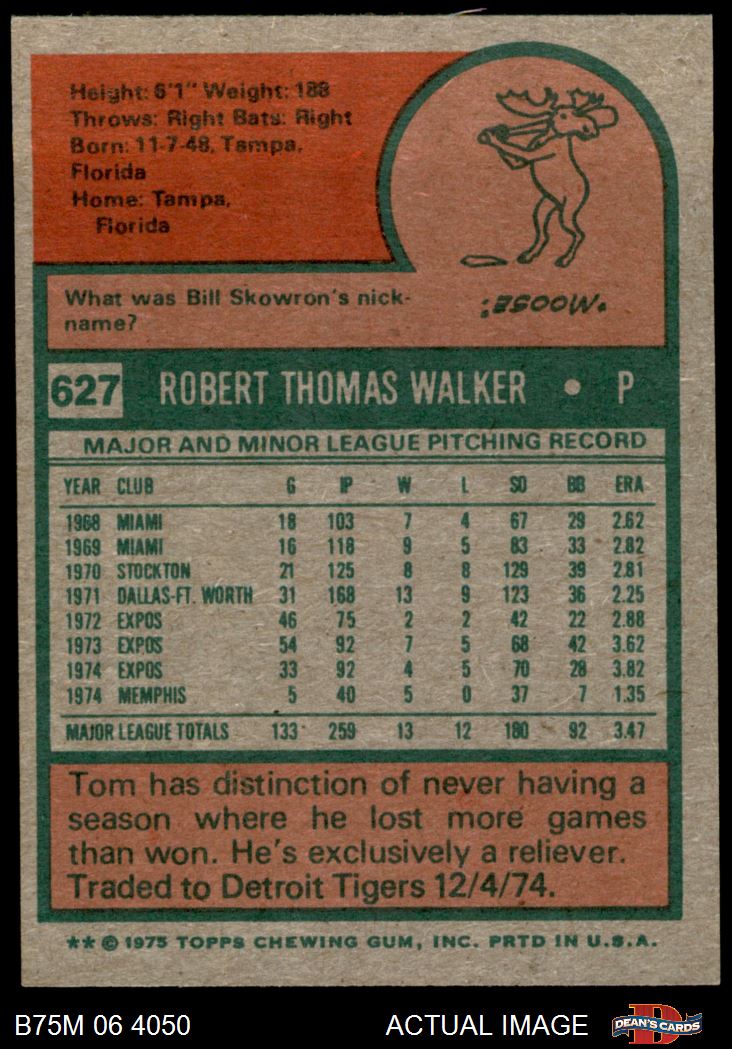 Height: 6'1" Weight: 188
Throws: Right Bats: Right
Born: 11-7-48, Tampa,
Florida
Home: Tampa,
Florida
"MOOSE."
What was Bill Skowron's nick-
name?
627 ROBERT THOMAS WALKER • P
MAJOR AND MINOR LEAGUE PITCHING RECORD
YEAR CLUB G IP W L SO BB ERA
1968 MIAMI 18 103 7 4 67 29 2.62
1969 MIAMI 16 118 9 5 83 33 2.82
1970 STOCKTON 21 125 8 8 129 39 2.81
1971 DALLAS-FT. WORTH 31 168 13 9 123 36 2.25
1972 EXPOS 46 75 2 2 42 22 2.88
1973 EXPOS 54 92 7 5 68 42 3.62
1974 EXPOS 33 92 4 5 70 28 3.82
1974 MEMPHIS 5 40 5 0 37 7 1.35
MAJOR LEAGUE TOTALS 133 259 13 12 180 92 3.47
Tom has distinction of never having a
season where he lost more games
than won. He's exclusively a reliever.
Traded to Detroit Tigers 12/4/74.
** © 1975 TOPPS CHEWING GUM, INC. PRTD IN U.S.A.
B75M 06 4050 ACTUAL IMAGE DEAN'S CARDS